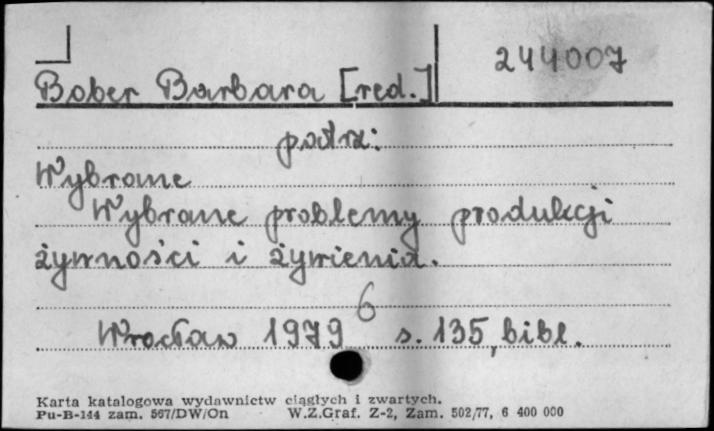 244007
Bober Barbara [red.]
patrz:
Wybrane
Wybrane problemy produkcji
żywności i żywienia.
6
Wrocław 1979 s. 135, bibl.
Karta katalogowa wydawnictw ciągłych i zwartych.
Pu-B-144 zam. 567/DW/On W.Z.Graf. Z-2, Zam. 502/77, 6 400 000